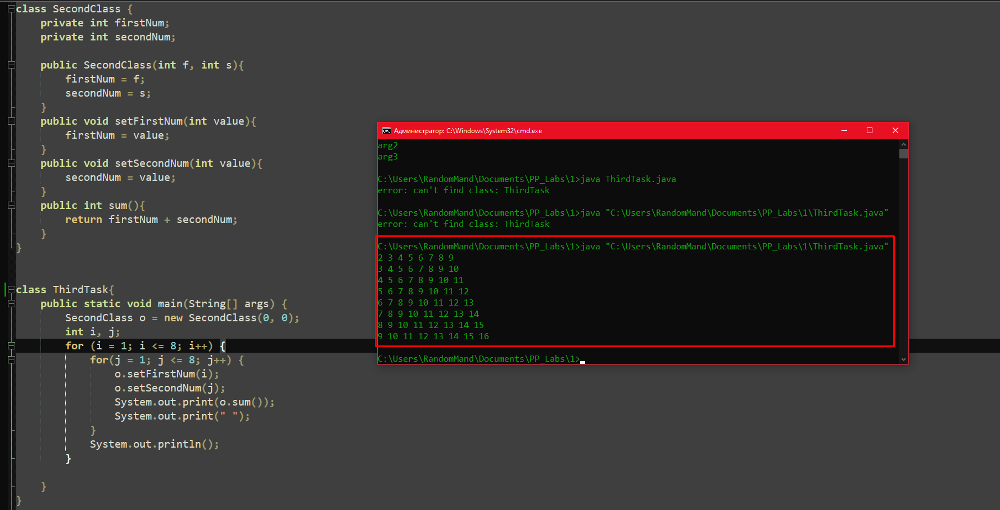 class SecondClass {
    private int firstNum;
    private int secondNum;

    public SecondClass(int f, int s){
        firstNum = f;
        secondNum = s;
    }
    public void setFirstNum(int value){
        firstNum = value;
    }
    public void setSecondNum(int value){
        secondNum = value;
    }
    public int sum(){
        return firstNum + secondNum;
    }
}

class ThirdTask{
    public static void main(String[] args) {
        SecondClass o = new SecondClass(0, 0);
        int i, j;
        for (i = 1; i <= 8; i++) {
            for(j = 1; j <= 8; j++) {
                o.setFirstNum(i);
                o.setSecondNum(j);
                System.out.print(o.sum());
                System.out.print(" ");
            }
            System.out.println();
        }

    }
}
Администратор: C:\Windows\System32\cmd.exe
arg2
arg3

C:\Users\RandomMand\Documents\PP_Labs\1>java ThirdTask.java
error: can't find class: ThirdTask

C:\Users\RandomMand\Documents\PP_Labs\1>java "C:\Users\RandomMand\Documents\PP_Labs\1\ThirdTask.java"
error: can't find class: ThirdTask

C:\Users\RandomMand\Documents\PP_Labs\1>java "C:\Users\RandomMand\Documents\PP_Labs\1\ThirdTask.java"
2 3 4 5 6 7 8 9
3 4 5 6 7 8 9 10
4 5 6 7 8 9 10 11
5 6 7 8 9 10 11 12
6 7 8 9 10 11 12 13
7 8 9 10 11 12 13 14
8 9 10 11 12 13 14 15
9 10 11 12 13 14 15 16

C:\Users\RandomMand\Documents\PP_Labs\1>